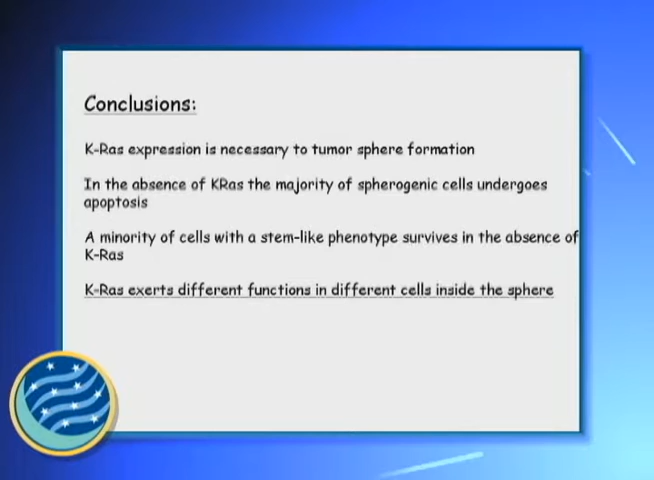 Conclusions:
K-Ras expression is necessary to tumor sphere formation
In the absence of KRas the majority of spherogenic cells undergoes
apoptosis
A minority of cells with a stem-like phenotype survives in the absence of
K-Ras
K-Ras exerts different functions in different cells inside the sphere